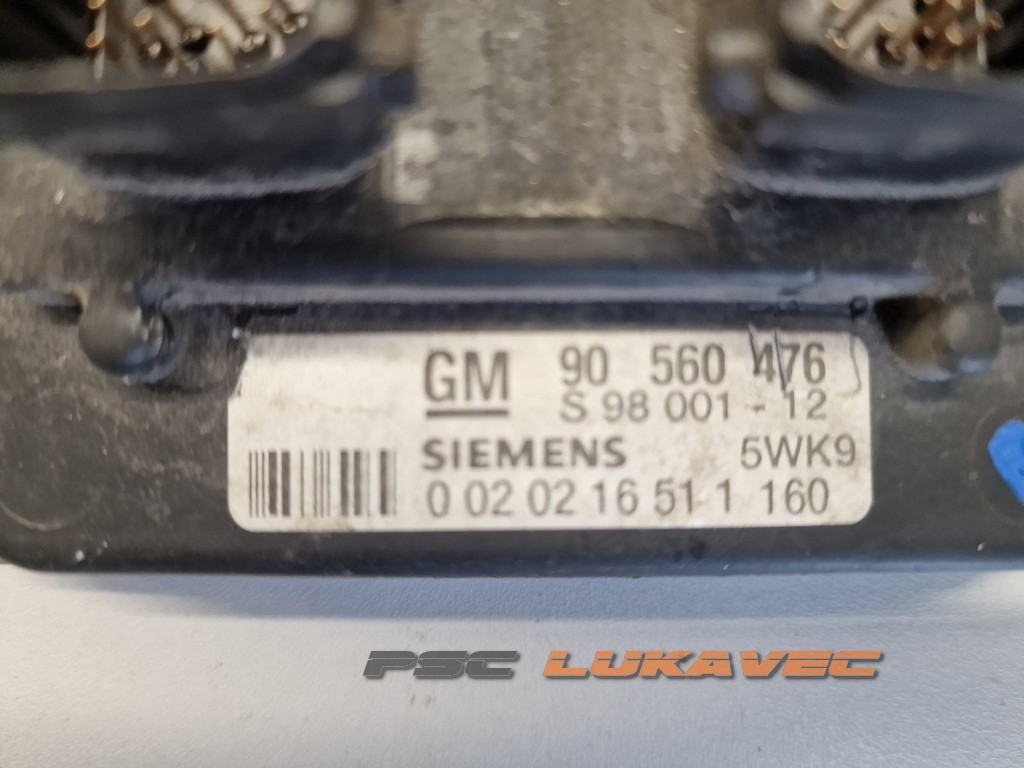 GM 90 560 476
S 98 001 - 12
SIEMENS 5WK9
0 02 02 16 51 1 160
PSC LUKAVEC